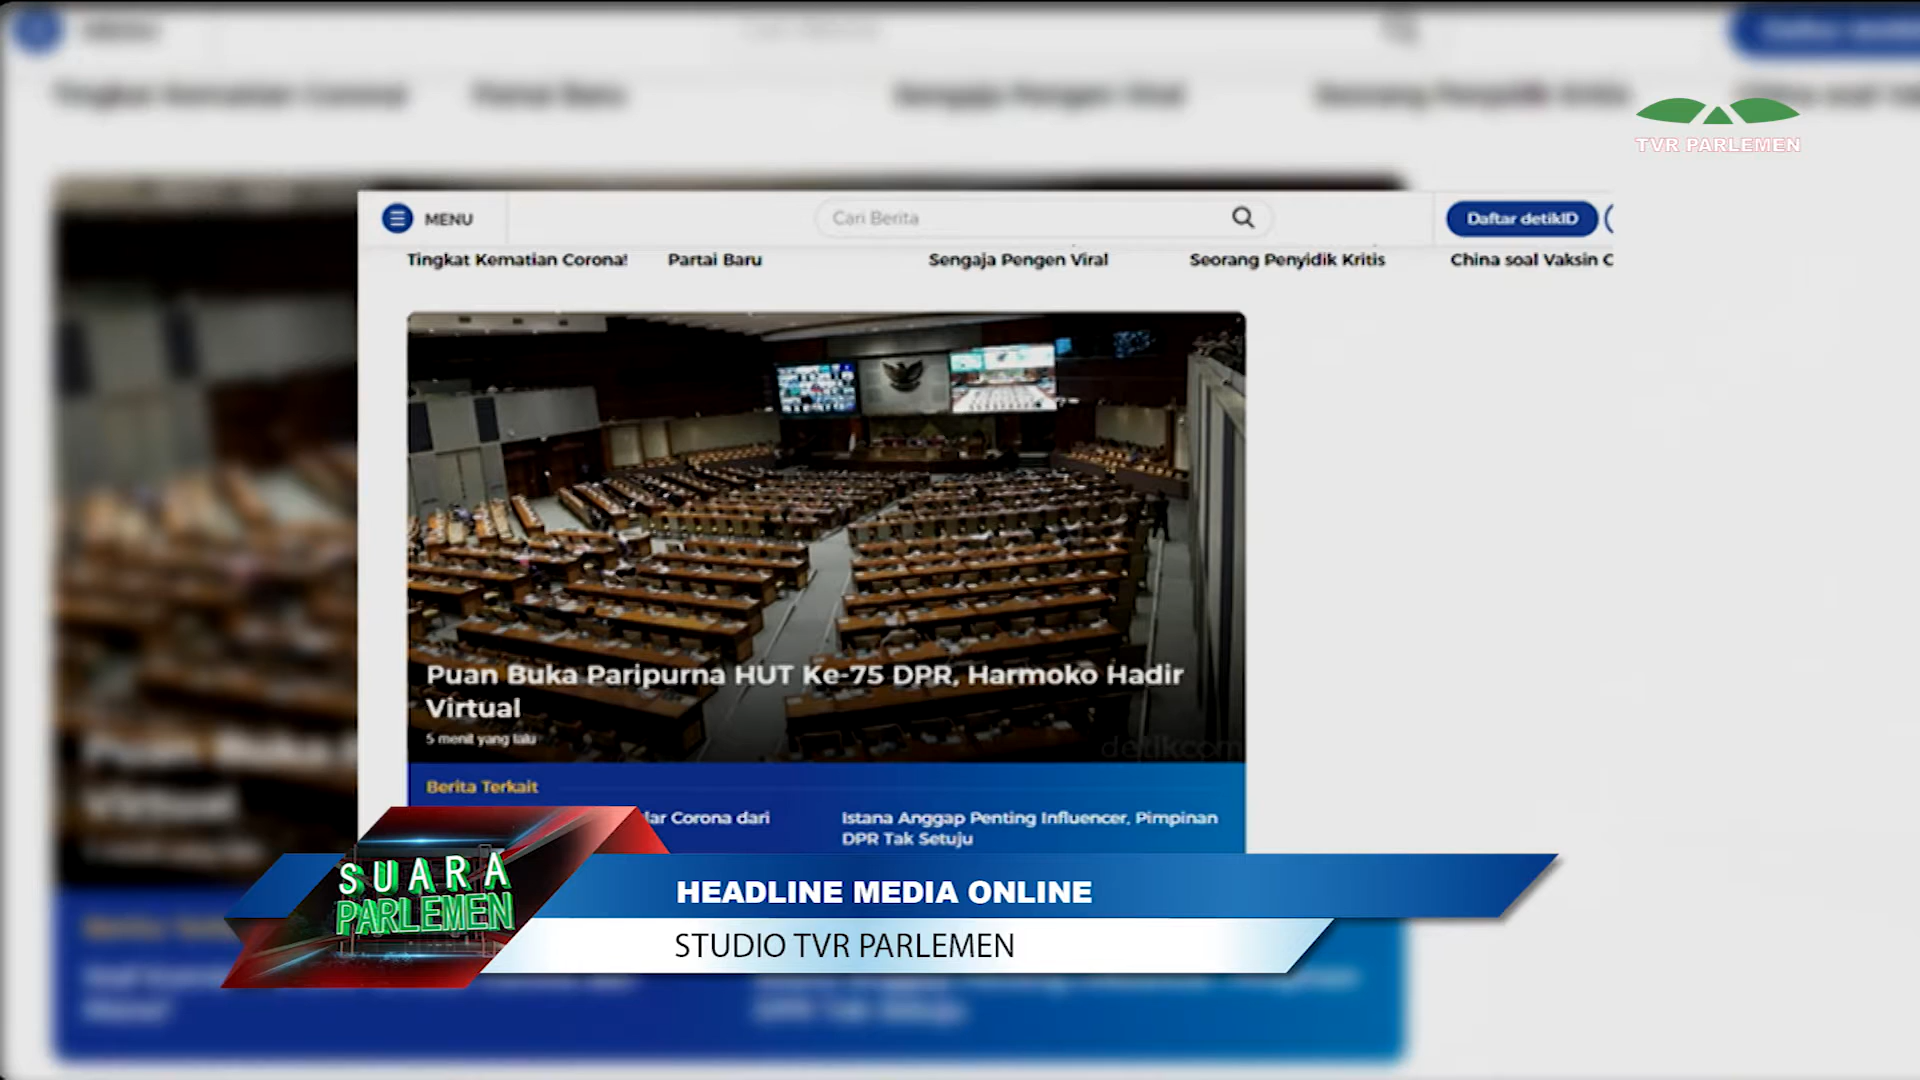 TVR PARLEMEN
MENU
Cari Berita
Daftar detikID
Tingkat Kematian Corona!
Partai Baru
Sengaja Pengen Viral
Seorang Penyidik Kritis
China soal Vaksin C
Puan Buka Paripurna HUT Ke-75 DPR, Harmoko Hadir
Virtual
5 menit yang lalu
detikcom
Berita Terkait
lar Corona dari
Istana Anggap Penting Influencer, Pimpinan
DPR Tak Setuju
SUARA
PARLEMEN
HEADLINE MEDIA ONLINE
STUDIO TVR PARLEMEN